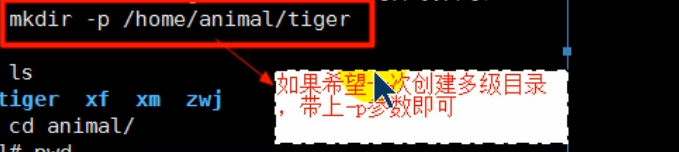 mkdir -p /home/animal/tiger
ls
如果希望一次创建多级目录
，带上-p参数即可
tiger xf xm zwj
cd animal/
l# pwd